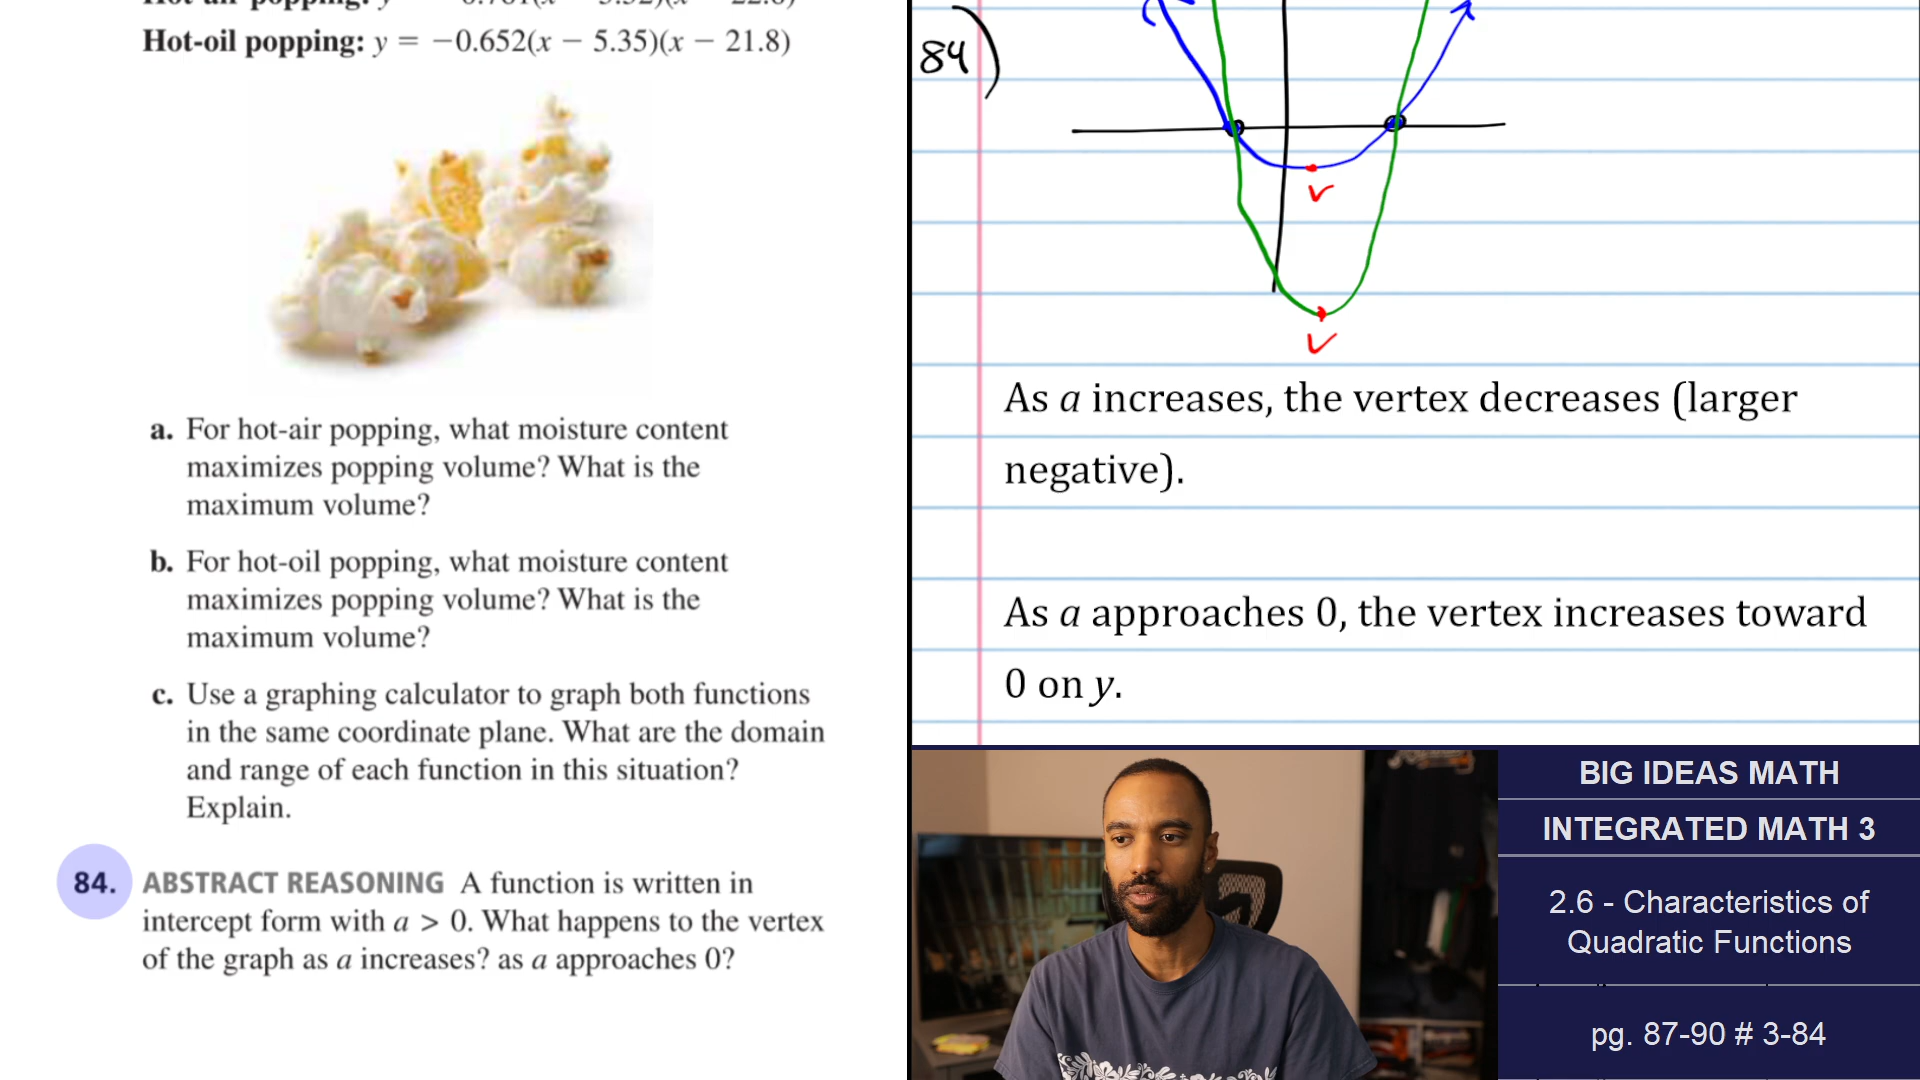 Hot-oil popping: y = −0.652(x − 5.35)(x − 21.8)
a. For hot-air popping, what moisture content
maximizes popping volume? What is the
maximum volume?
b. For hot-oil popping, what moisture content
maximizes popping volume? What is the
maximum volume?
c. Use a graphing calculator to graph both functions
in the same coordinate plane. What are the domain
and range of each function in this situation?
Explain.
84. ABSTRACT REASONING A function is written in
intercept form with a > 0. What happens to the vertex
of the graph as a increases? as a approaches 0?
84)
v
v
As a increases, the vertex decreases (larger
negative).
As a approaches 0, the vertex increases toward
0 on y.
BIG IDEAS MATH
INTEGRATED MATH 3
2.6 - Characteristics of
Quadratic Functions
pg. 87-90 # 3-84